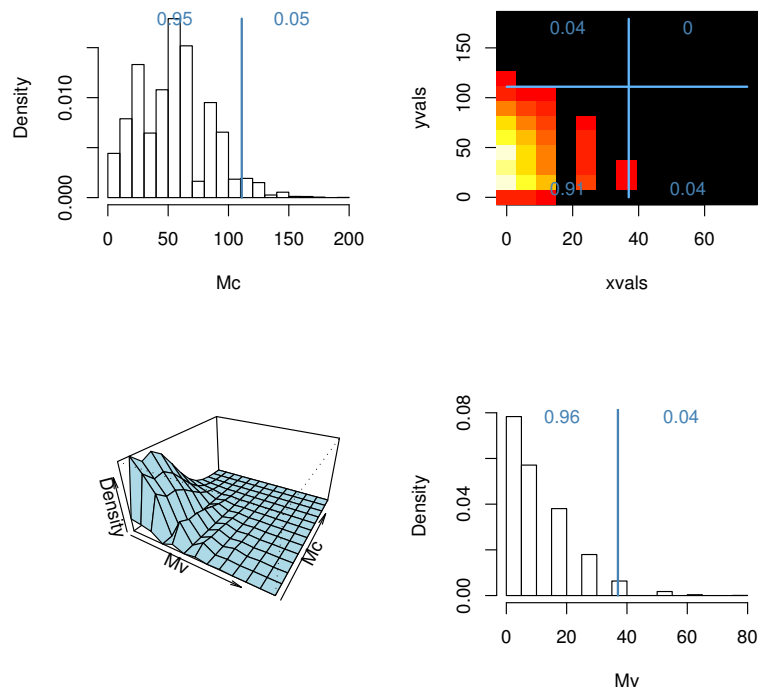 0.95 0.05
Density
0.000 0.010
0 50 100 150 200
Mc
0.04 0
0.91 0.04
yvals
0 50 100 150
0 20 40 60
xvals
Density
Mv
Mc
0.96 0.04
Density
0.00 0.04 0.08
0 20 40 60 80
Mv